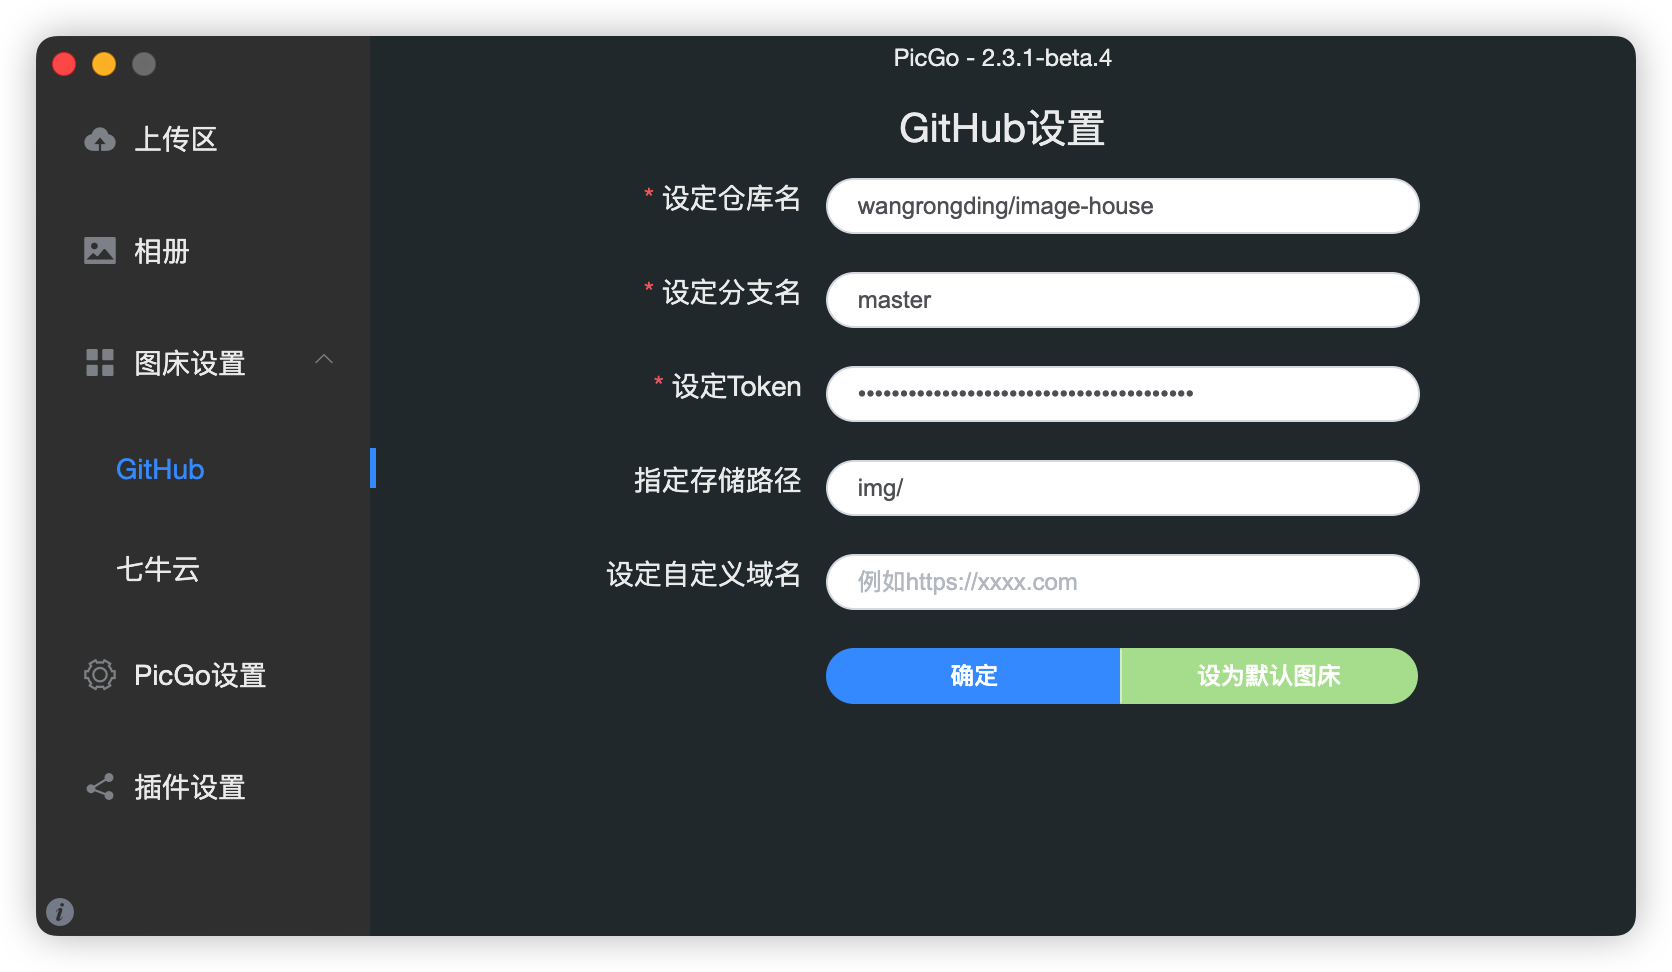 PicGo - 2.3.1-beta.4
上传区
相册
图床设置
GitHub
七牛云
PicGo设置
插件设置
GitHub设置
* 设定仓库名
wangrongding/image-house
* 设定分支名
master
* 设定Token
••••••••••••••••••••••••••••••••••••••••
指定存储路径
img/
设定自定义域名
例如https://xxxx.com
确定
设为默认图床